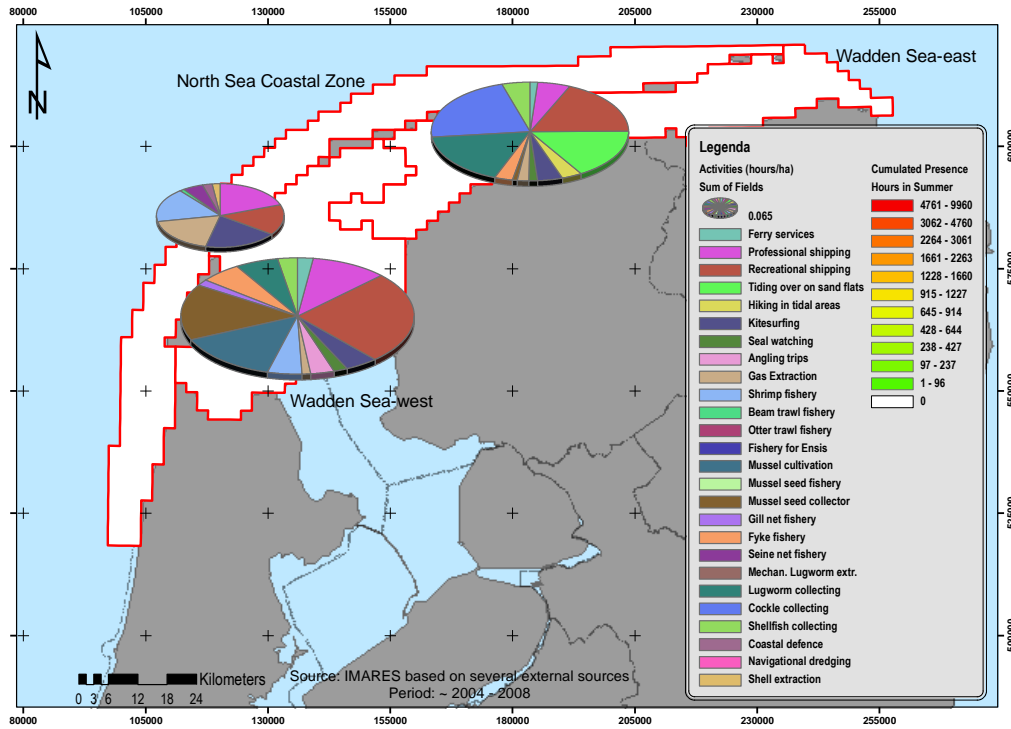 80000 105000 130000 155000 180000 205000 230000 255000
N
North Sea Coastal Zone
Wadden Sea-east
Wadden Sea-west
Legenda
Activities (hours/ha)
Sum of Fields
0.065
Ferry services
Professional shipping
Recreational shipping
Tiding over on sand flats
Hiking in tidal areas
Kitesurfing
Seal watching
Angling trips
Gas Extraction
Shrimp fishery
Beam trawl fishery
Otter trawl fishery
Fishery for Ensis
Mussel cultivation
Mussel seed fishery
Mussel seed collector
Gill net fishery
Fyke fishery
Seine net fishery
Mechan. Lugworm extr.
Lugworm collecting
Cockle collecting
Shellfish collecting
Coastal defence
Navigational dredging
Shell extraction
Cumulated Presence
Hours in Summer
4761 - 9960
3062 - 4760
2264 - 3061
1661 - 2263
1228 - 1660
915 - 1227
645 - 914
428 - 644
238 - 427
97 - 237
1 - 96
0
600000
575000
550000
525000
500000
Kilometers
0 3 6 12 18 24
Source: IMARES based on several external sources
Period: ~ 2004 - 2008
80000 105000 130000 155000 180000 205000 230000 255000